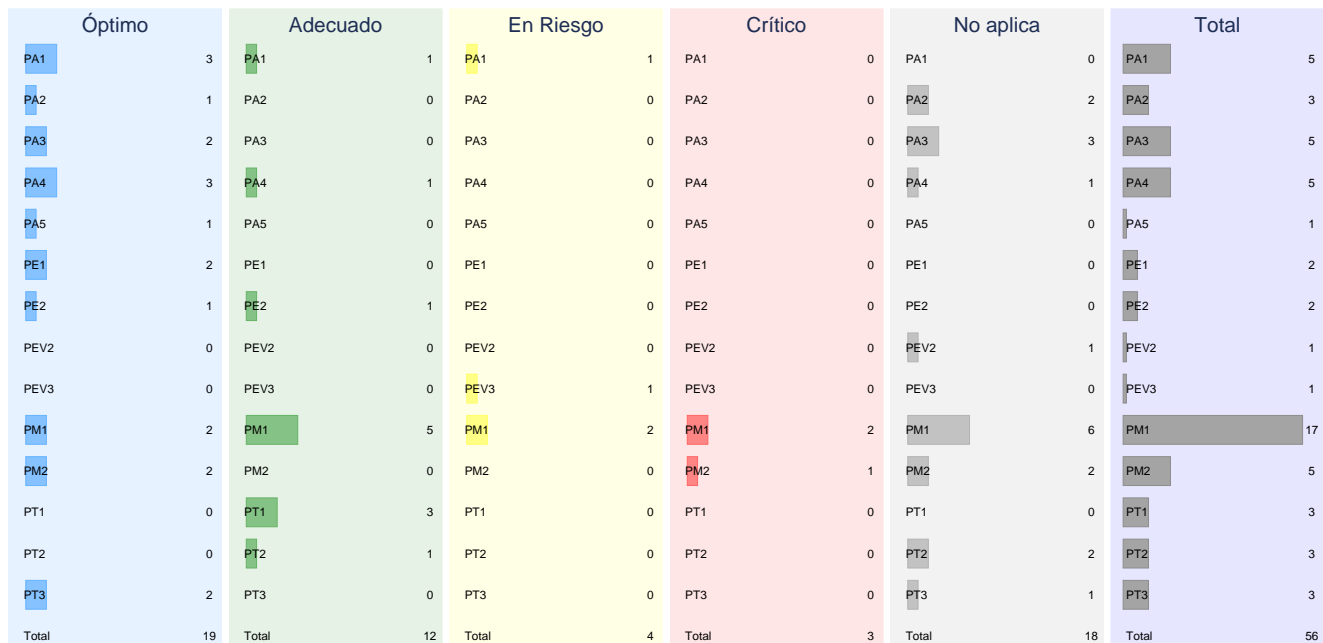 Óptimo Adecuado En Riesgo Crítico No aplica Total
PA1 3 PA1 1 PA1 1 PA1 0 PA1 0 PA1 5
PA2 1 PA2 0 PA2 0 PA2 0 PA2 2 PA2 3
PA3 2 PA3 0 PA3 0 PA3 0 PA3 3 PA3 5
PA4 3 PA4 1 PA4 0 PA4 0 PA4 1 PA4 5
PA5 1 PA5 0 PA5 0 PA5 0 PA5 0 PA5 1
PE1 2 PE1 0 PE1 0 PE1 0 PE1 0 PE1 2
PE2 1 PE2 1 PE2 0 PE2 0 PE2 0 PE2 2
PEV2 0 PEV2 0 PEV2 0 PEV2 0 PEV2 1 PEV2 1
PEV3 0 PEV3 0 PEV3 1 PEV3 0 PEV3 0 PEV3 1
PM1 2 PM1 5 PM1 2 PM1 2 PM1 6 PM1 17
PM2 2 PM2 0 PM2 0 PM2 1 PM2 2 PM2 5
PT1 0 PT1 3 PT1 0 PT1 0 PT1 0 PT1 3
PT2 0 PT2 1 PT2 0 PT2 0 PT2 2 PT2 3
PT3 2 PT3 0 PT3 0 PT3 0 PT3 1 PT3 3
Total 19 Total 12 Total 4 Total 3 Total 18 Total 56